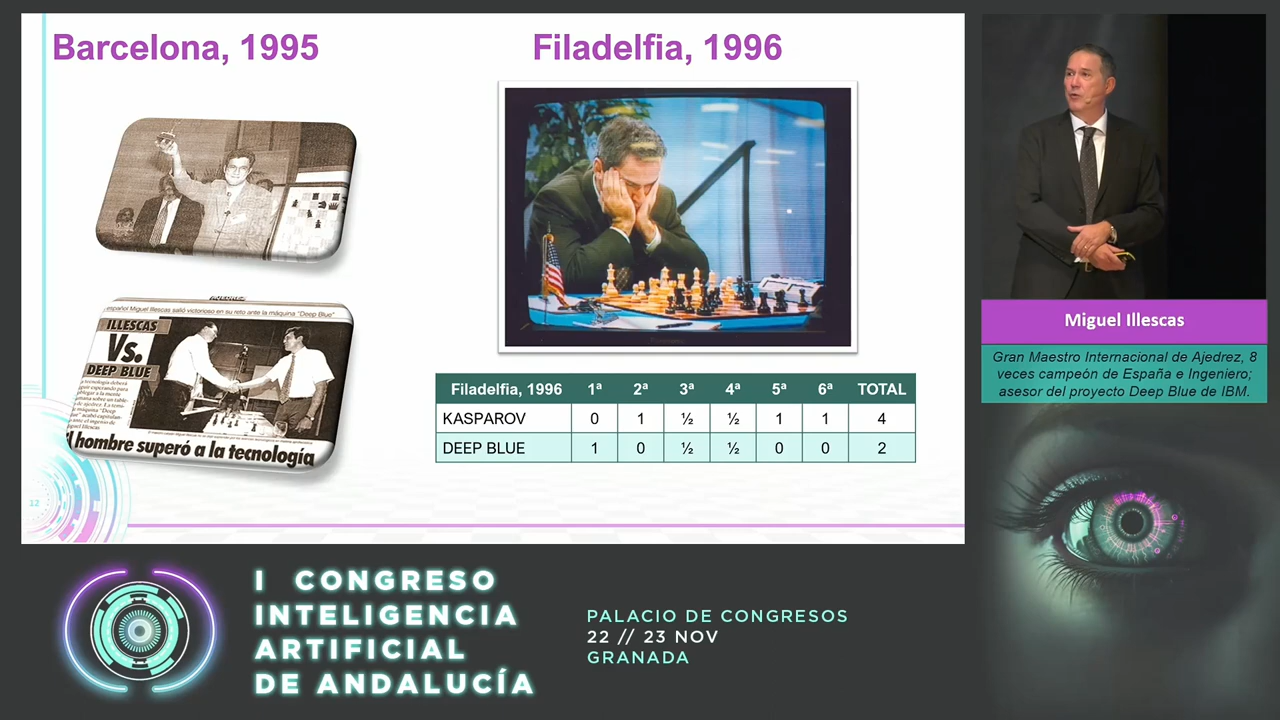 Barcelona, 1995
Filadelfia, 1996
español Miguel Illescas salió victorioso en su reto ante la máquina "Deep Blue"
ILLESCAS
Vs.
DEEP BLUE
l hombre superó a la tecnología
Filadelfia, 1996 1ª 2ª 3ª 4ª 5ª 6ª TOTAL
KASPAROV 0 1 ½ ½ 1 1 4
DEEP BLUE 1 0 ½ ½ 0 0 2
12
Miguel Illescas
Gran Maestro Internacional de Ajedrez, 8
veces campeón de España e Ingeniero;
asesor del proyecto Deep Blue de IBM.
I CONGRESO
INTELIGENCIA
ARTIFICIAL
DE ANDALUCÍA
PALACIO DE CONGRESOS
22 // 23 NOV
GRANADA